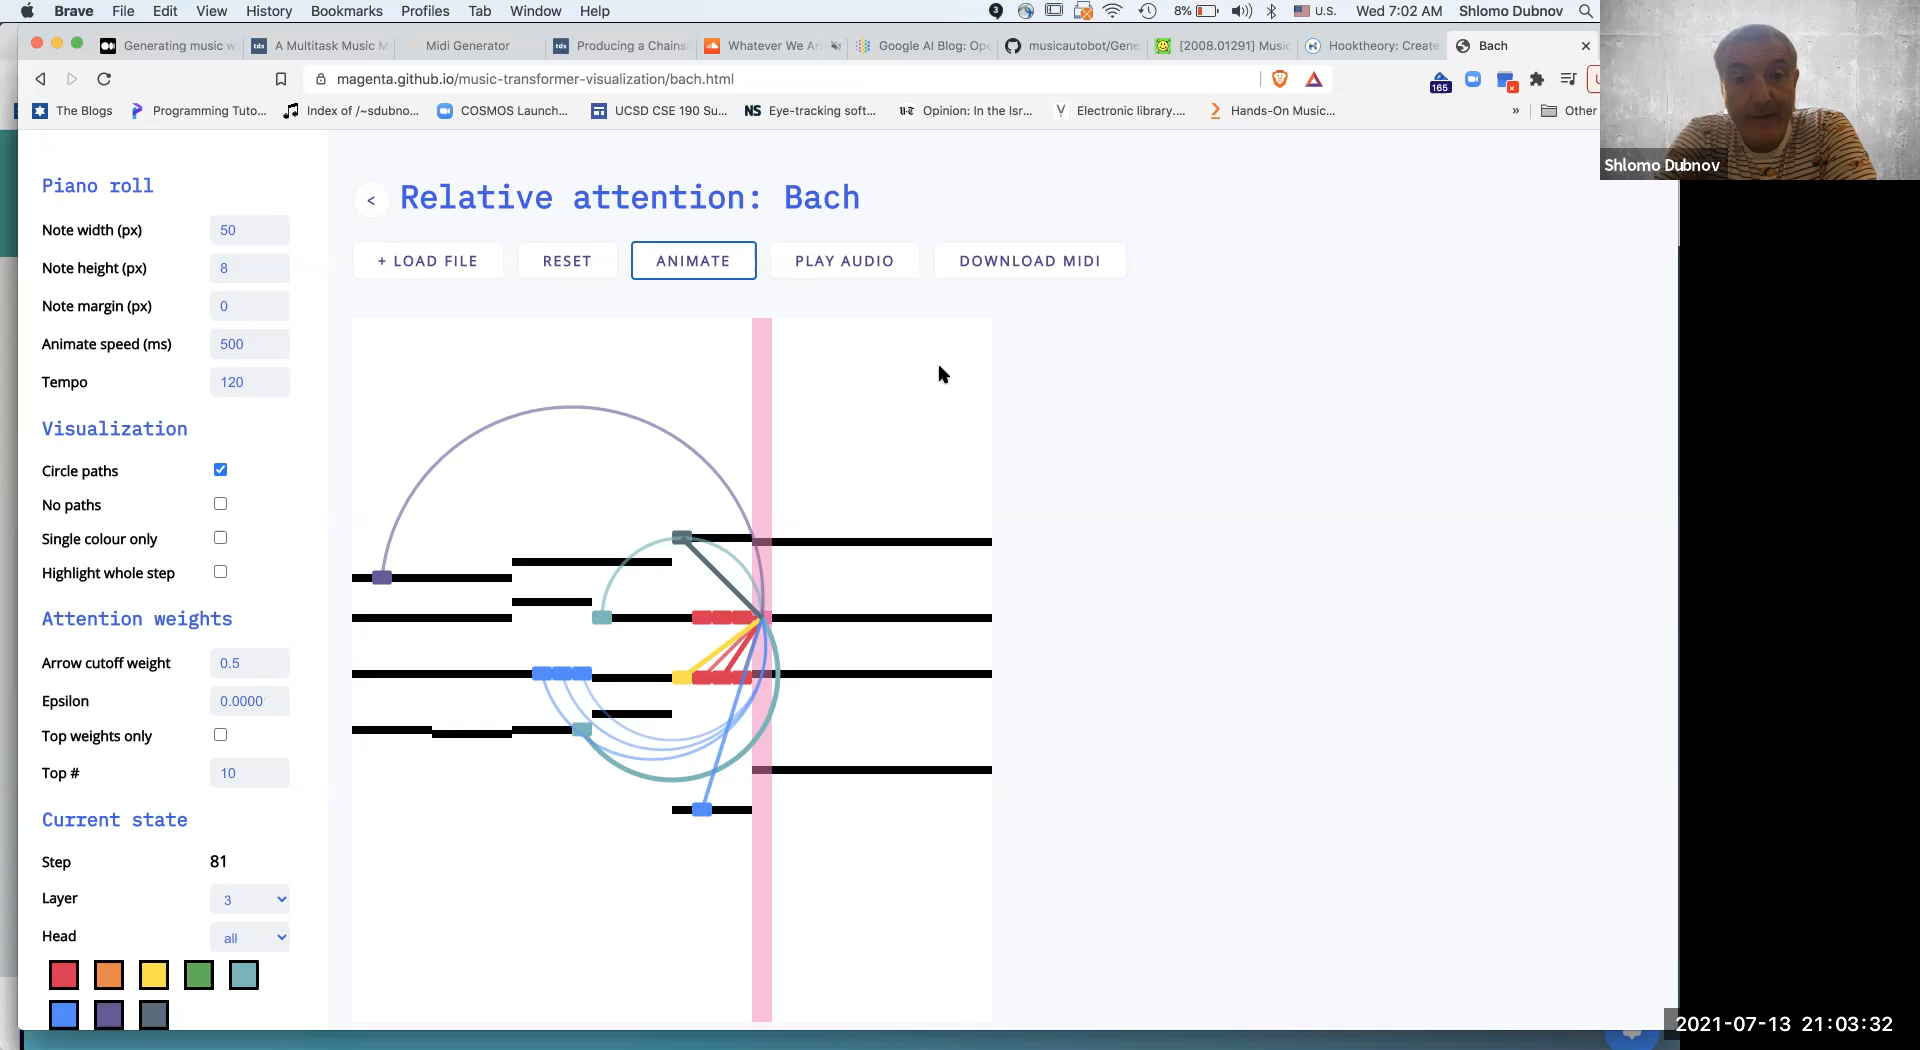 Brave File Edit View History Bookmarks Profiles Tab Window Help 8% U.S. Wed 7:02 AM Shlomo Dubnov
Generating music w A Multitask Music M Midi Generator Producing a Chains Whatever We Ar Google AI Blog: Ope musicautobot/Gene [2008.01291] Music Hooktheory: Create Bach
magenta.github.io/music-transformer-visualization/bach.html 165
The Blogs Programming Tuto... Index of /~sdubno... COSMOS Launch... UCSD CSE 190 Su... NS Eye-tracking soft... Opinion: In the Isr... Electronic library.... Hands-On Music... » Other
Shlomo Dubnov
Piano roll
Note width (px) 50
Note height (px) 8
Note margin (px) 0
Animate speed (ms) 500
Tempo 120
Visualization
Circle paths
No paths
Single colour only
Highlight whole step
Attention weights
Arrow cutoff weight 0.5
Epsilon 0.0000
Top weights only
Top # 10
Current state
Step 81
Layer 3
Head all
< Relative attention: Bach
+ LOAD FILE RESET ANIMATE PLAY AUDIO DOWNLOAD MIDI
2021-07-13 21:03:32